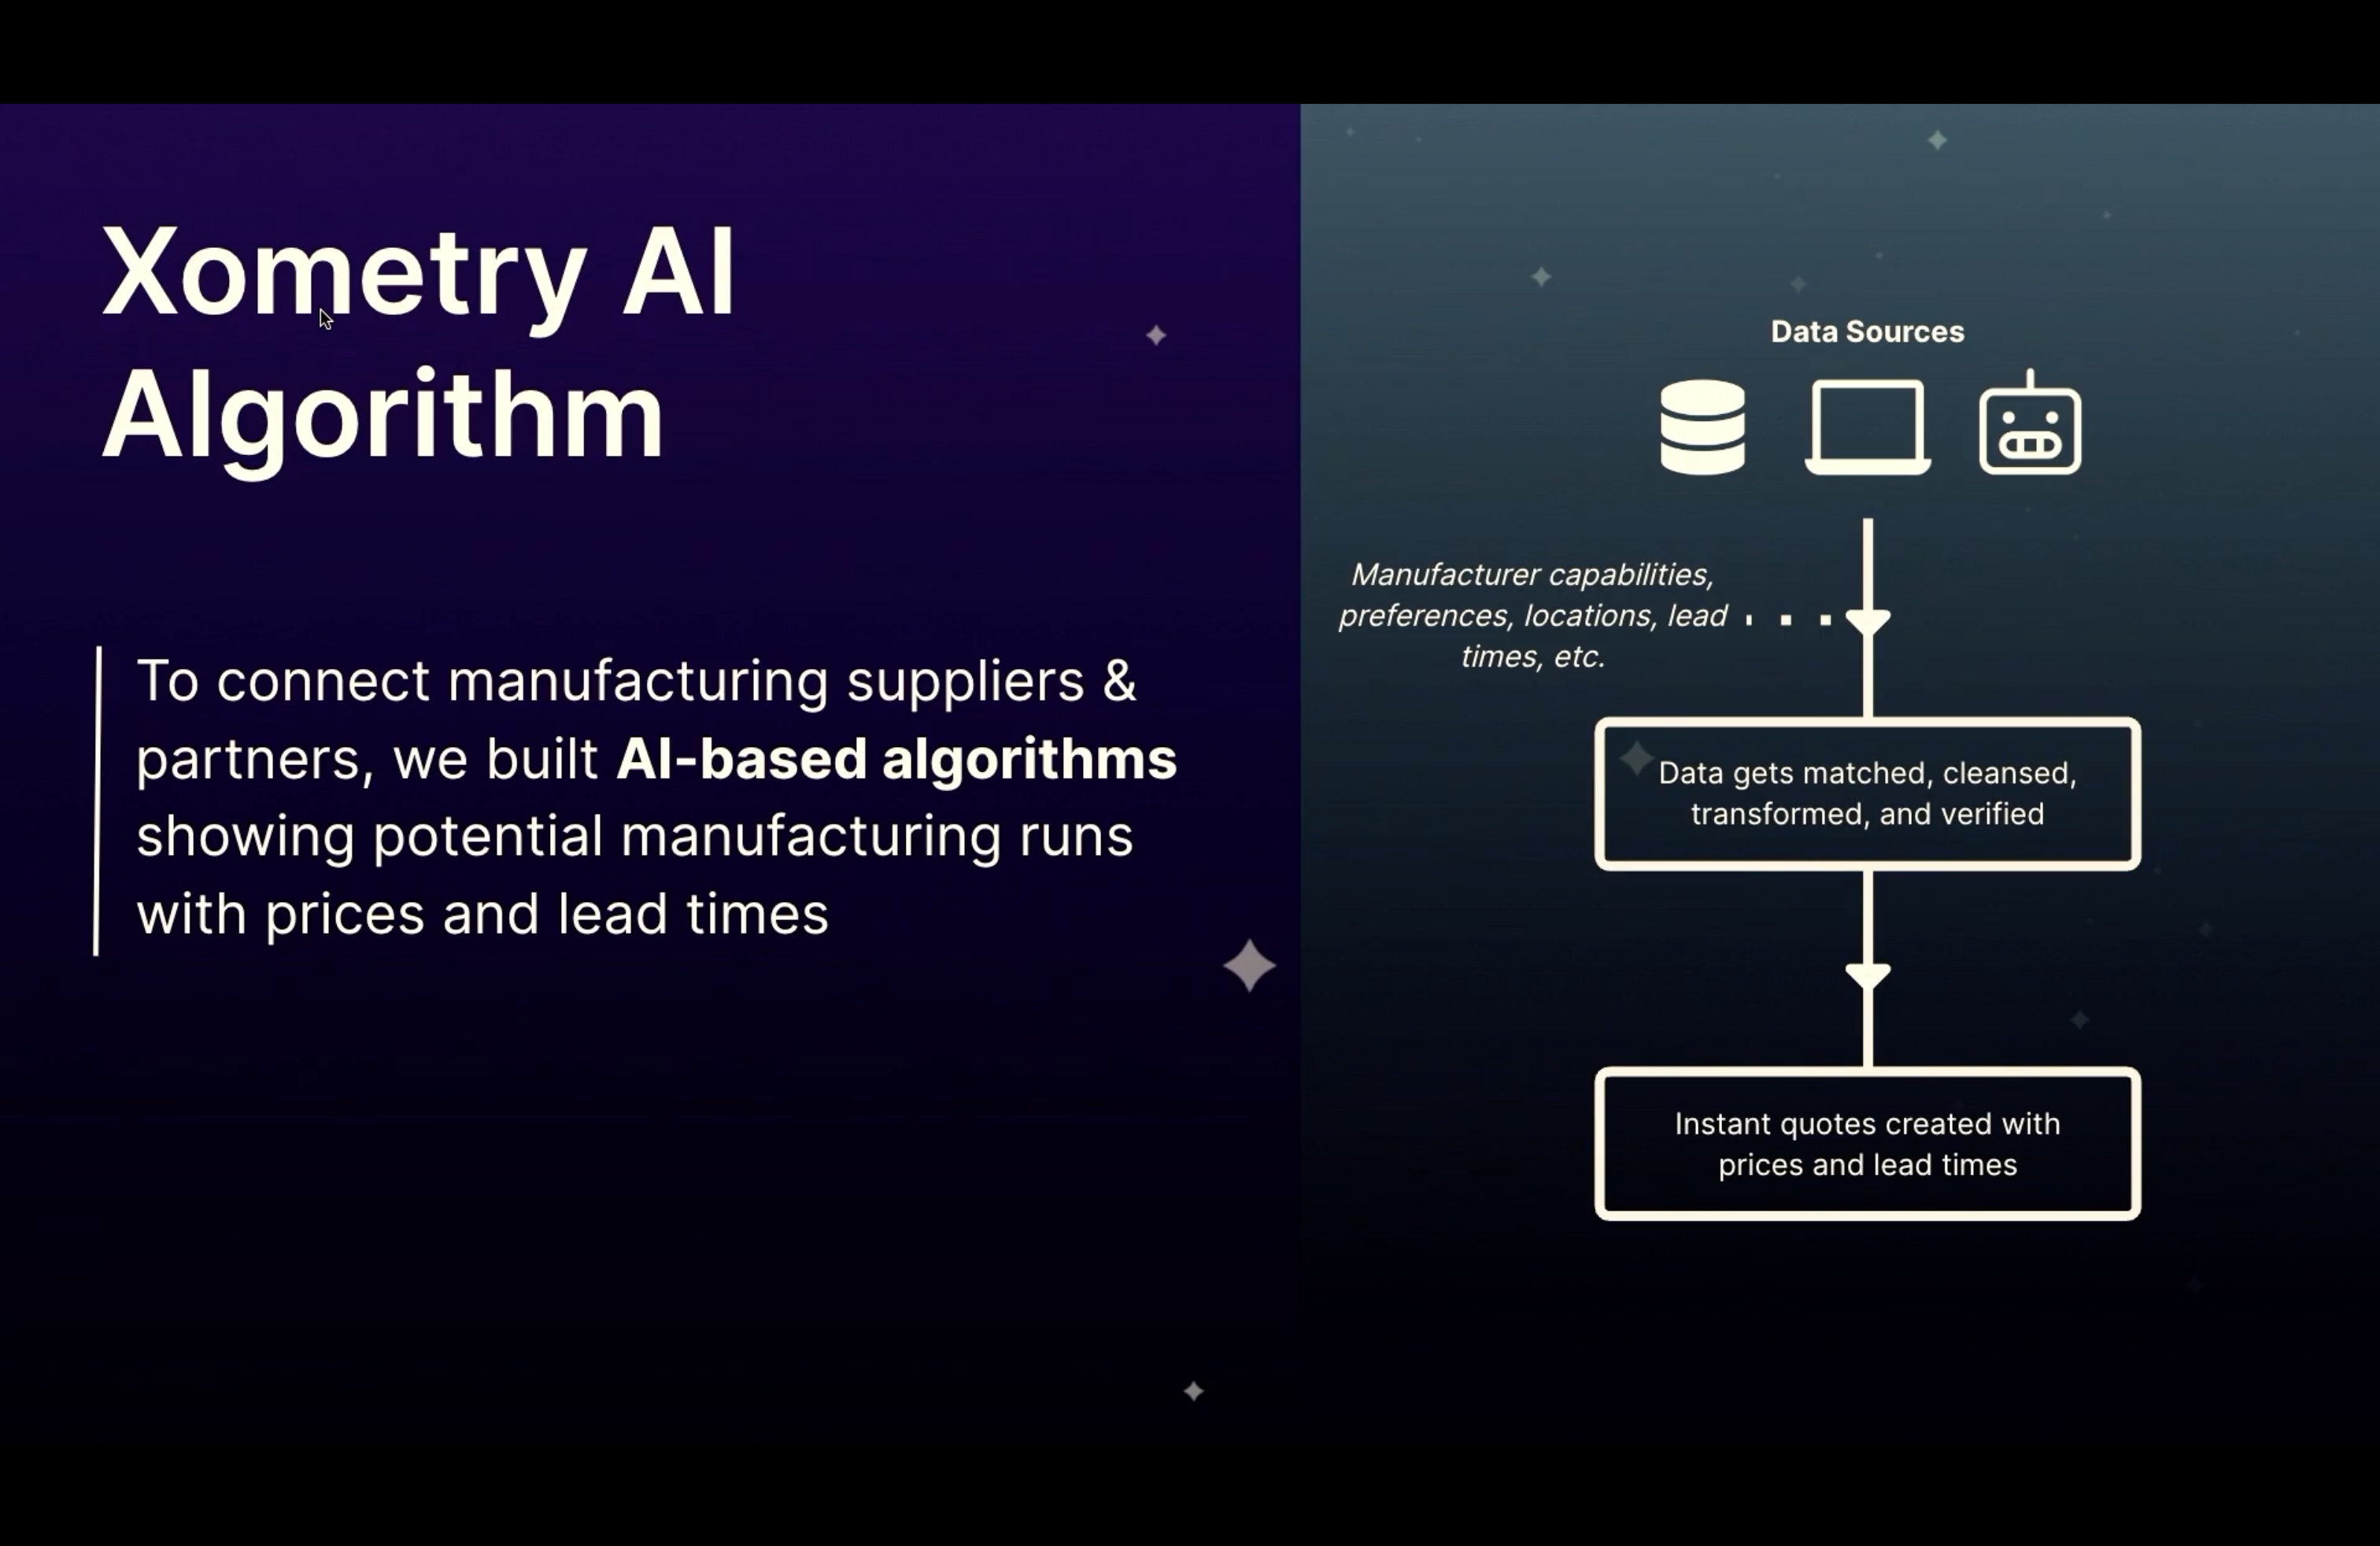 Xometry AI
Algorithm
To connect manufacturing suppliers &
partners, we built AI-based algorithms
showing potential manufacturing runs
with prices and lead times
Data Sources
Manufacturer capabilities,
preferences, locations, lead
times, etc.
Data gets matched, cleansed,
transformed, and verified
Instant quotes created with
prices and lead times